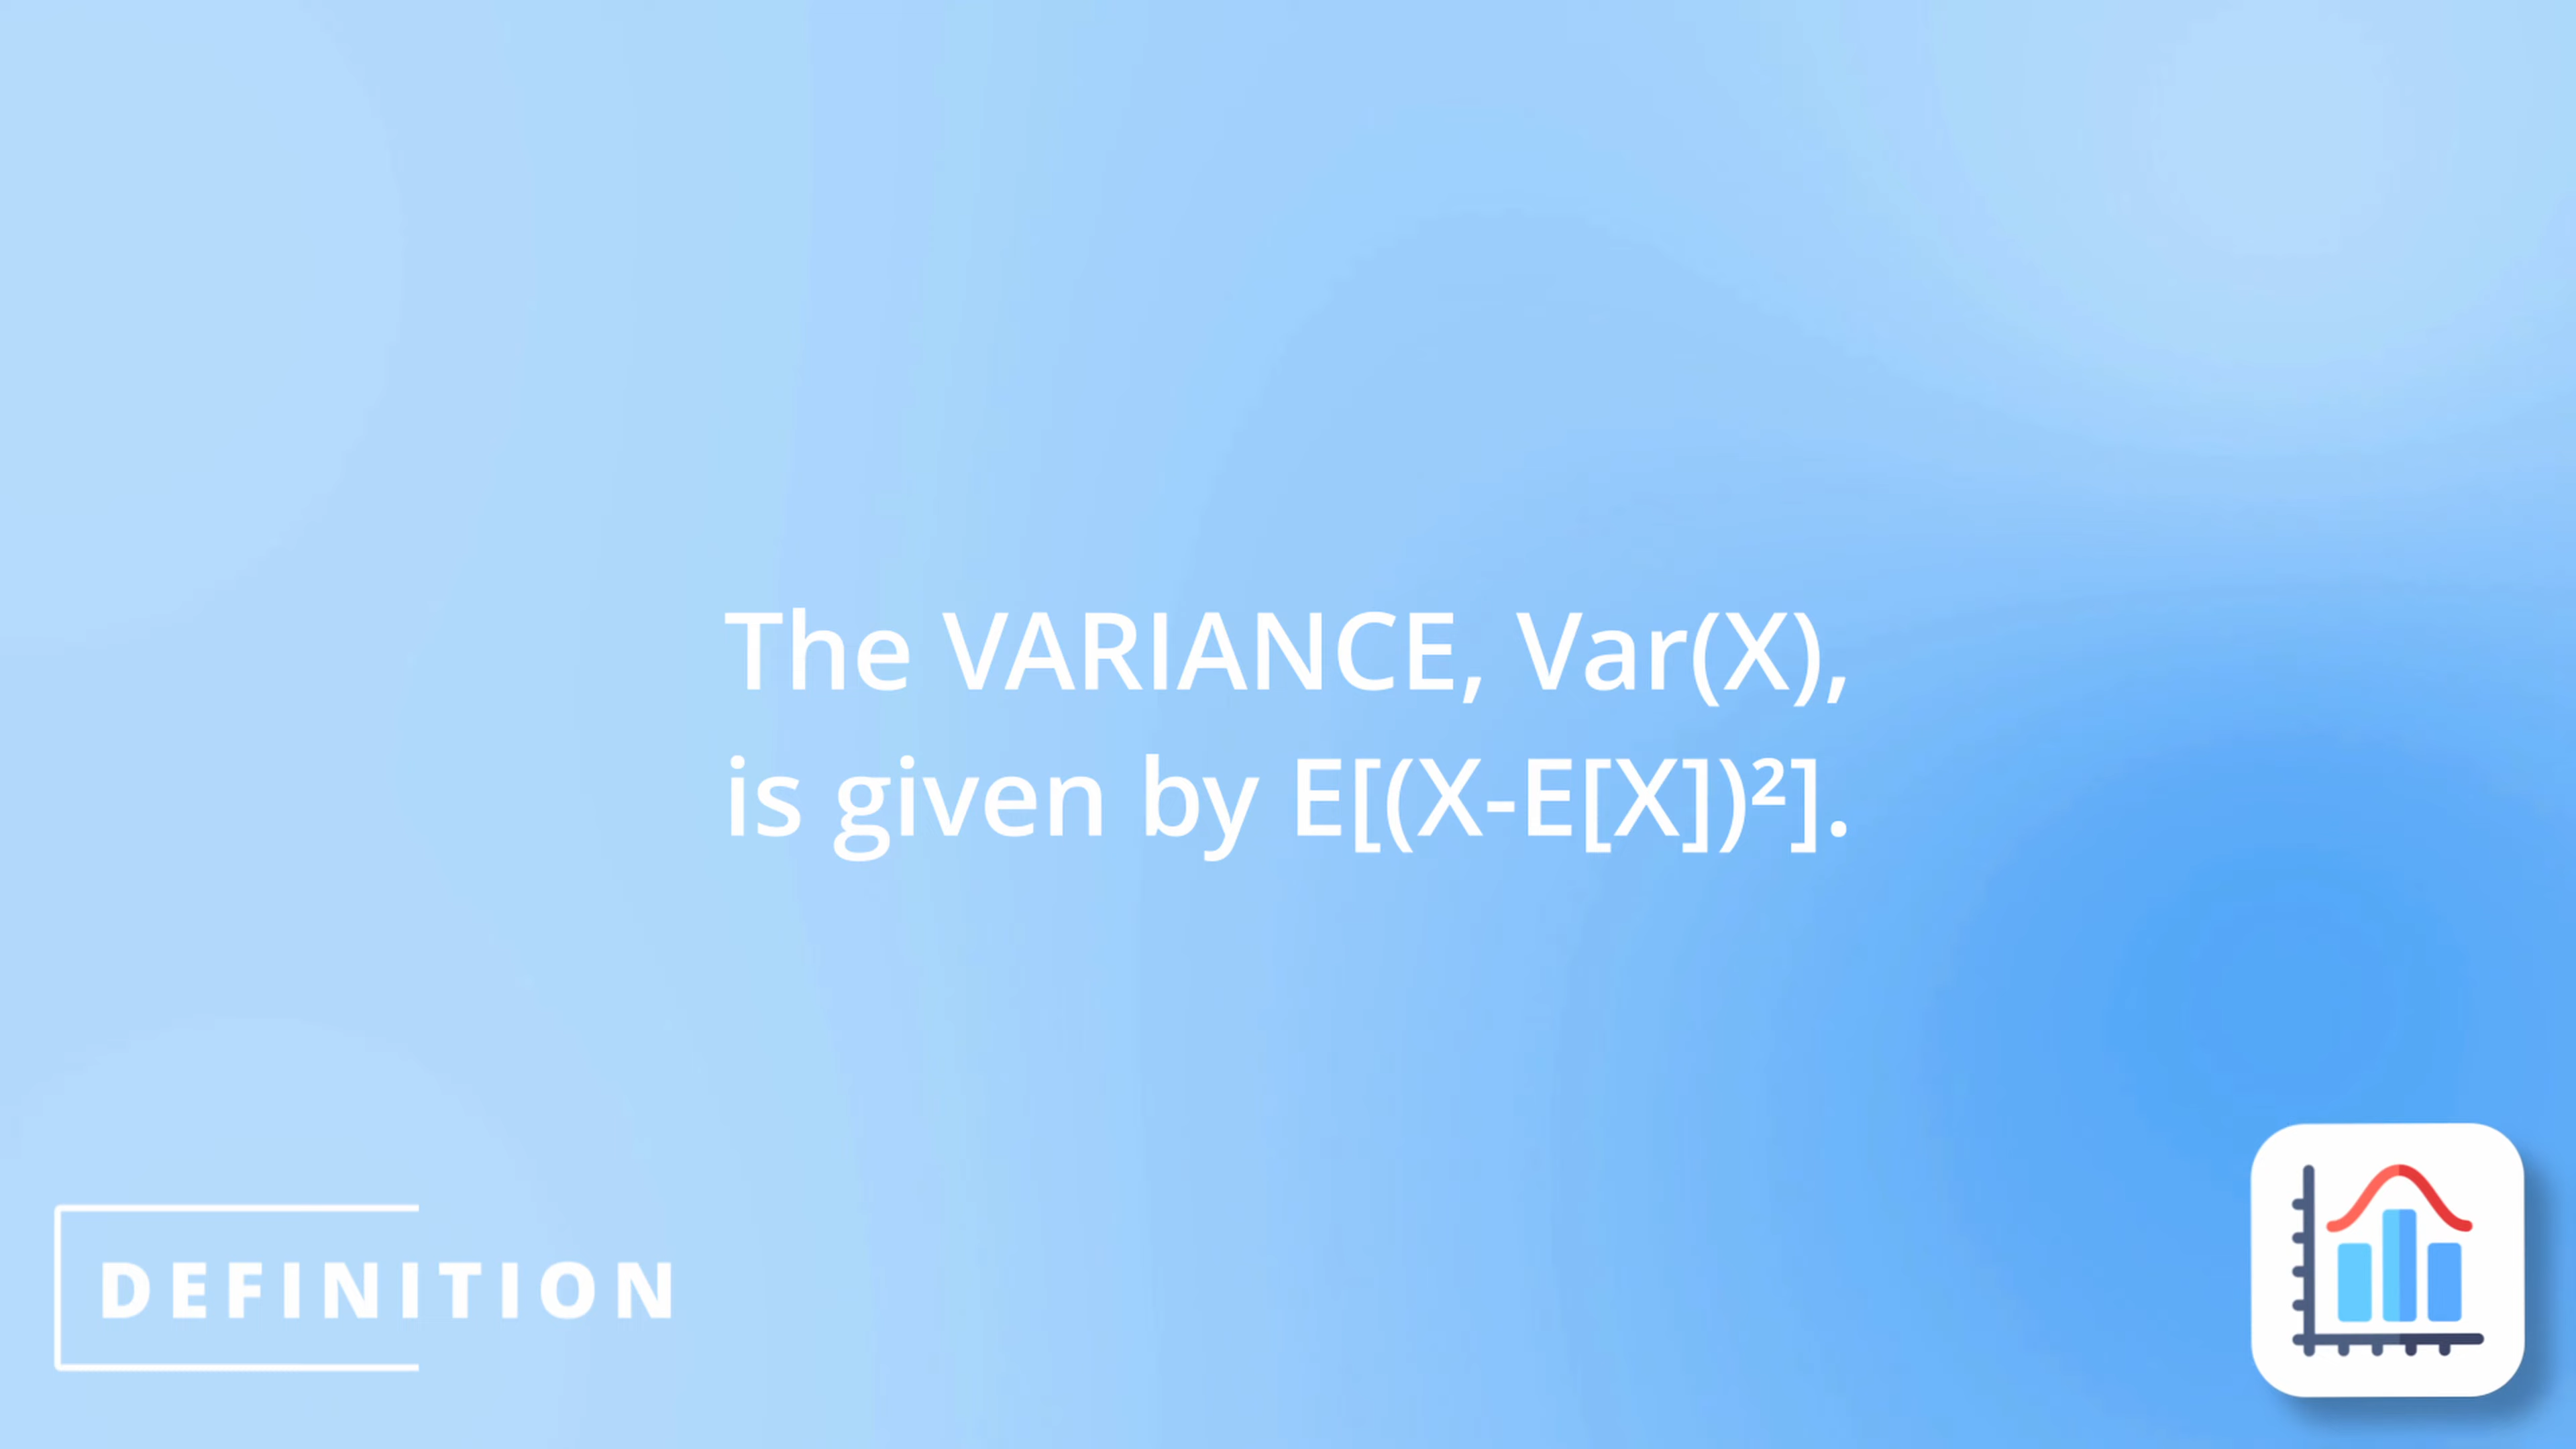 The VARIANCE, Var(X),
is given by E[(X-E[X])²].
DEFINITION